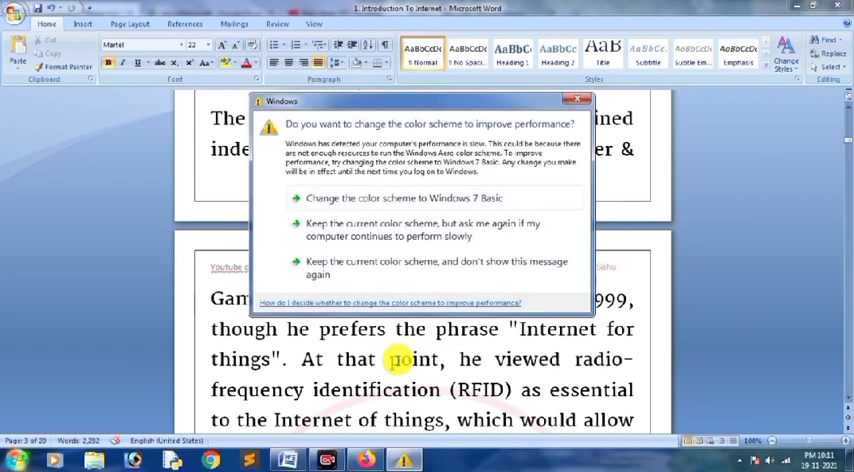 1. Introduction To Internet - Microsoft Word
Home Insert Page Layout References Mailings Review View
Paste
Cut
Copy
Format Painter
Clipboard
Martel 22
Font
Paragraph
AaBbCcDc AaBbCcDc AaBbC AaBbCc AaB AaBbCc. AaBbCcDc
¶ Normal ¶ No Spaci... Heading 1 Heading 2 Title Subtitle Subtle Em... Emphasis
Change Styles
Styles
Find
Replace
Select
Editing
The ined
inde er &
Windows
Do you want to change the color scheme to improve performance?
Windows has detected your computer's performance is slow. This could be because there
are not enough resources to run the Windows Aero color scheme. To improve
performance, try changing the color scheme to Windows 7 Basic. Any change you make
will be in effect until the next time you log on to Windows.
Change the color scheme to Windows 7 Basic
Keep the current color scheme, but ask me again if my
computer continues to perform slowly
Keep the current color scheme, and don't show this message
again
How do I decide whether to change the color scheme to improve performance?
Youtube c Sahu
Gam 999,
though he prefers the phrase "Internet for
things". At that point, he viewed radio-
frequency identification (RFID) as essential
to the Internet of things, which would allow
Page: 3 of 20 Words: 2,282 English (United States) 100%
PM 10:11
19-11-2021